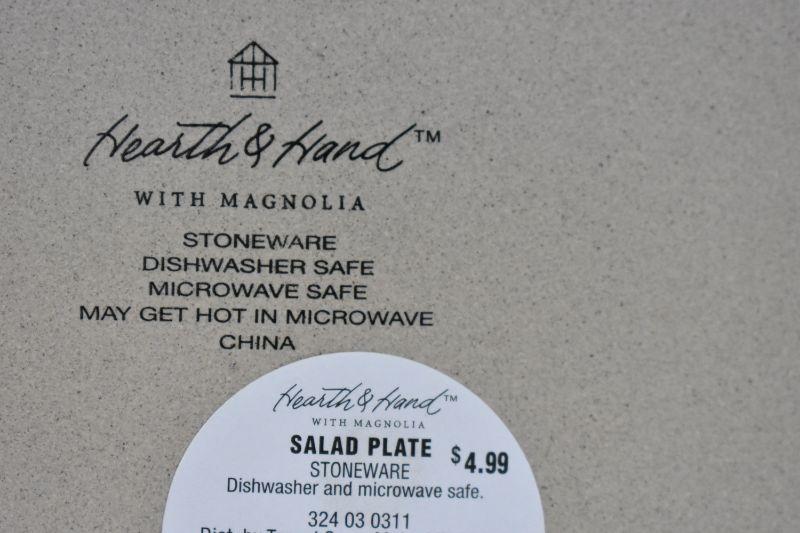 Hearth & Hand™
WITH MAGNOLIA
STONEWARE
DISHWASHER SAFE
MICROWAVE SAFE
MAY GET HOT IN MICROWAVE
CHINA
Hearth & Hand™
WITH MAGNOLIA
SALAD PLATE $4.99
STONEWARE
Dishwasher and microwave safe.
324 03 0311